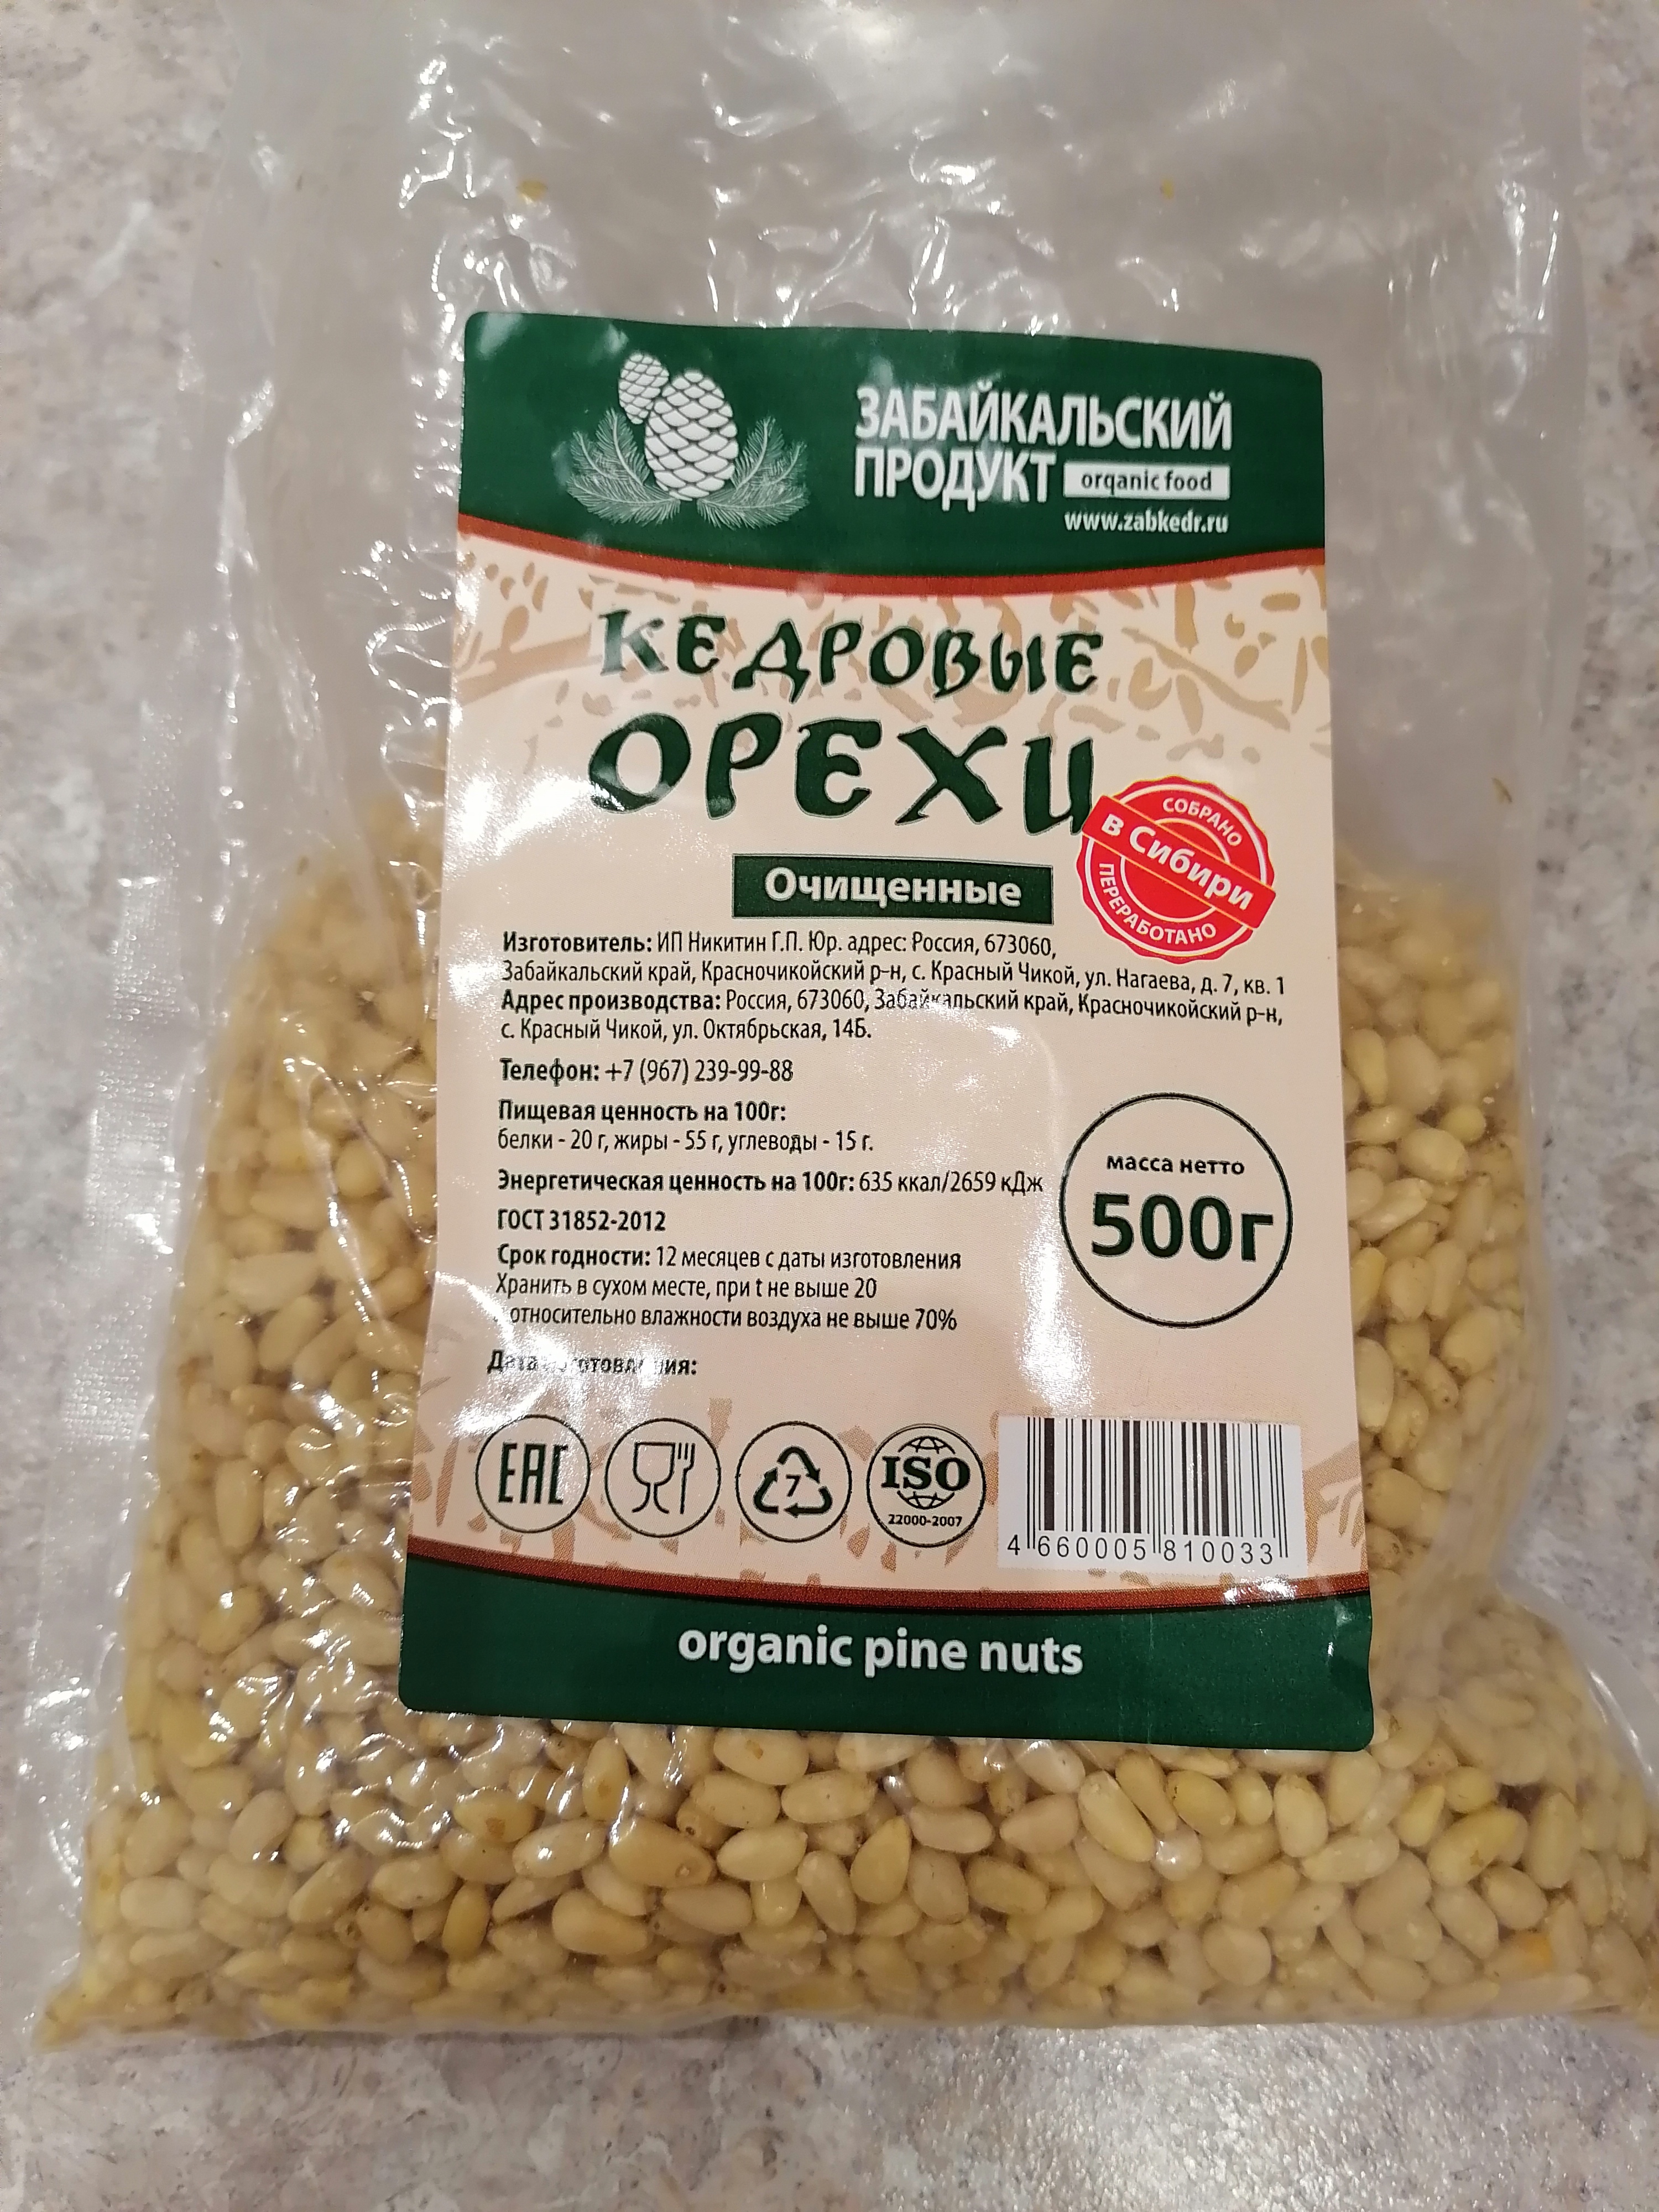 ЗАБАЙКАЛЬСКИЙ
ПРОДУКТ organic food
www.zabkedr.ru
КЕДРОВЫЕ
ОРЕХИ
СОБРАНО
в Сибири
ПЕРЕРАБОТАНО
Очищенные
Изготовитель: ИП Никитин Г.П. Юр. адрес: Россия, 673060,
Забайкальский край, Красночикойский р-н, с. Красный Чикой, ул. Нагаева, д. 7, кв. 1
Адрес производства: Россия, 673060, Забайкальский край, Красночикойский р-н,
с. Красный Чикой, ул. Октябрьская, 14Б.
Телефон: +7 (967) 239-99-88
Пищевая ценность на 100г:
белки - 20 г, жиры - 55 г, углеводы - 15 г.
Энергетическая ценность на 100г: 635 ккал/2659 кДж
ГОСТ 31852-2012
Срок годности: 12 месяцев с даты изготовления
Хранить в сухом месте, при t не выше 20
относительно влажности воздуха не выше 70%
Дата изготовления:
масса нетто
500г
EAC
7
ISO
22000-2007
4 660005 810033
organic pine nuts